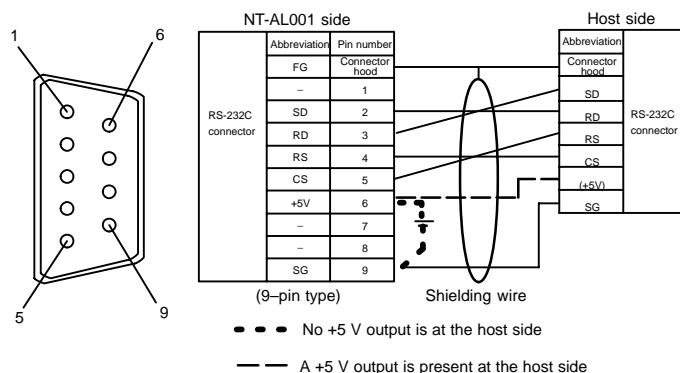 NT-AL001 side
Host side
1
6
5
9
RS-232C
connector
Abbreviation Pin number
FG Connector
hood
– 1
SD 2
RD 3
RS 4
CS 5
+5V 6
– 7
– 8
SG 9
(9–pin type)
Shielding wire
Abbreviation
Connector
hood
SD
RD
RS
CS
(+5V)
SG
RS-232C
connector
No +5 V output is at the host side
A +5 V output is present at the host side